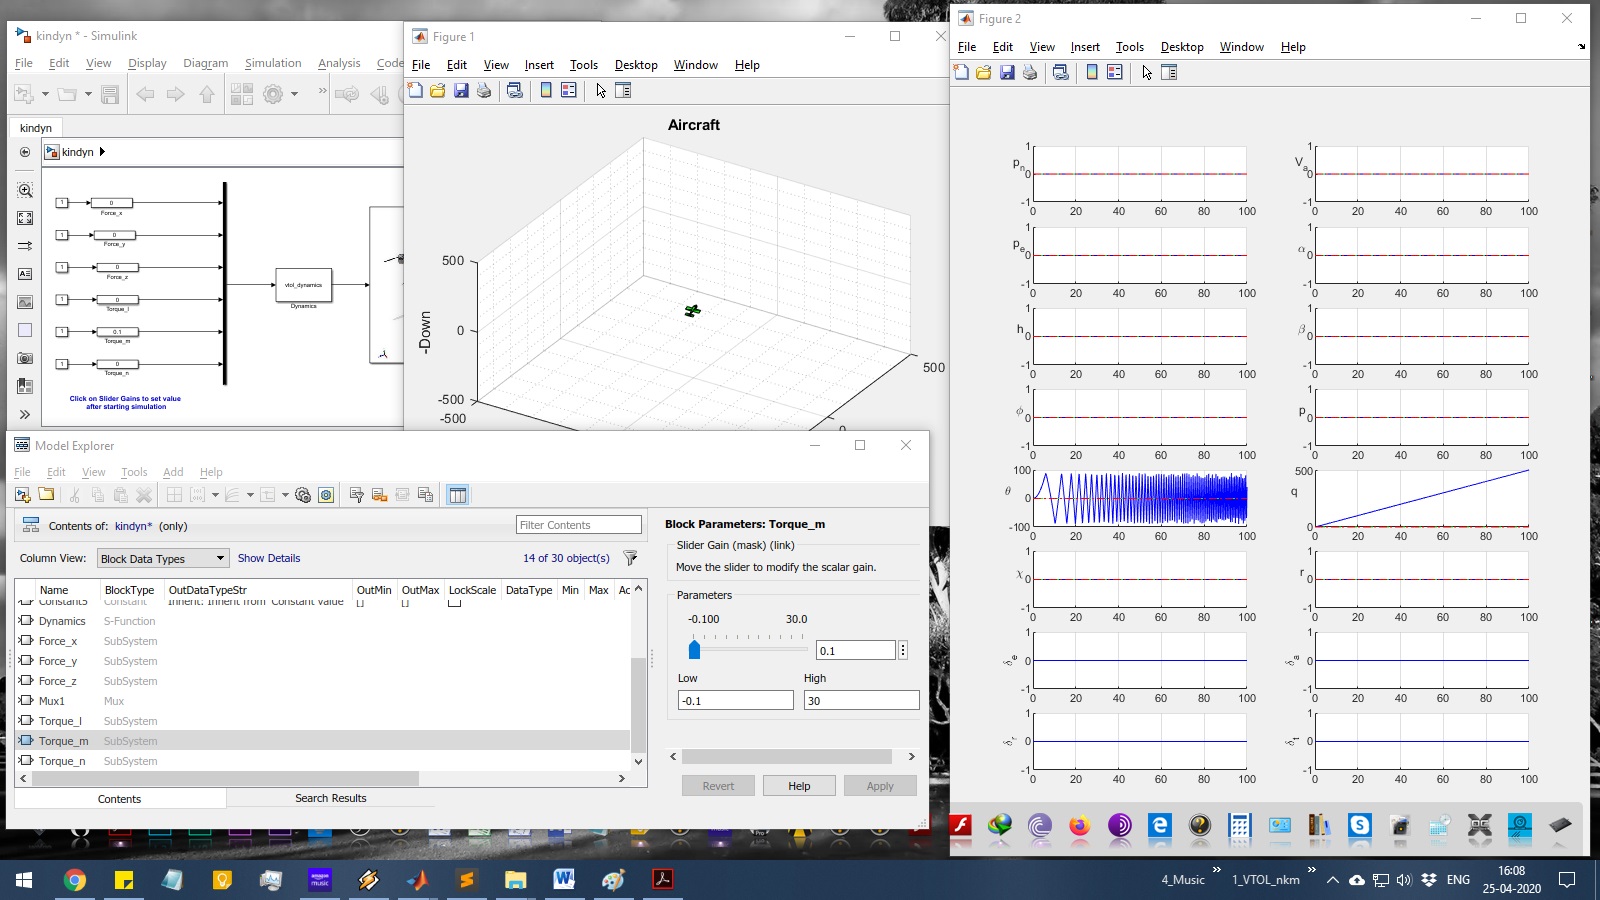 kindyn * - Simulink
File Edit View Display Diagram Simulation Analysis Code
kindyn
kindyn
1 0
Force_x
1 0
Force_y
1 0
Force_z
1 0
Torque_l
1 0.1
Torque_m
1 0
Torque_n
vtol_dynamics
Dynamics
Click on Slider Gains to set value
after starting simulation
Figure 1
File Edit View Insert Tools Desktop Window Help
Aircraft
-Down
500
0
-500
-500
0
500
Figure 2
File Edit View Insert Tools Desktop Window Help
pn
1
0
-1
0 20 40 60 80 100
Va
1
0
-1
0 20 40 60 80 100
pe
1
0
-1
0 20 40 60 80 100
α
1
0
-1
0 20 40 60 80 100
h
1
0
-1
0 20 40 60 80 100
β
1
0
-1
0 20 40 60 80 100
ϕ
1
0
-1
0 20 40 60 80 100
p
1
0
-1
0 20 40 60 80 100
θ
100
0
-100
0 20 40 60 80 100
q
500
0
0 20 40 60 80 100
χ
1
0
-1
0 20 40 60 80 100
r
1
0
-1
0 20 40 60 80 100
δe
1
0
-1
0 20 40 60 80 100
δa
1
0
-1
0 20 40 60 80 100
δr
1
0
-1
0 20 40 60 80 100
δt
1
0
-1
0 20 40 60 80 100
Model Explorer
File Edit View Tools Add Help
Contents of: kindyn* (only)
Filter Contents
Column View: Block Data Types Show Details 14 of 30 object(s)
Name BlockType OutDataTypeStr OutMin OutMax LockScale DataType Min Max Ac
Constant5 Constant Inherit: Inherit from 'Constant value' [] []
Dynamics S-Function
Force_x SubSystem
Force_y SubSystem
Force_z SubSystem
Mux1 Mux
Torque_l SubSystem
Torque_m SubSystem
Torque_n SubSystem
Contents Search Results
Block Parameters: Torque_m
Slider Gain (mask) (link)
Move the slider to modify the scalar gain.
Parameters
-0.100 30.0
0.1
Low High
-0.1 30
Revert Help Apply
4_Music » 1_VTOL_nkm » ENG
16:08
25-04-2020